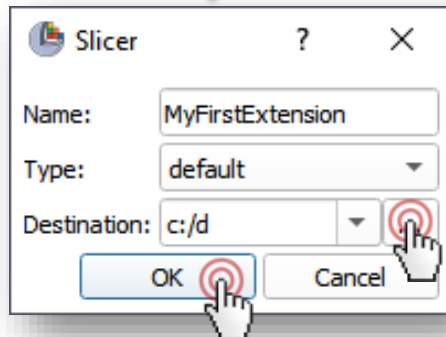 Slicer ? X
Name: MyFirstExtension
Type: default
Destination: c:/d
OK Cancel